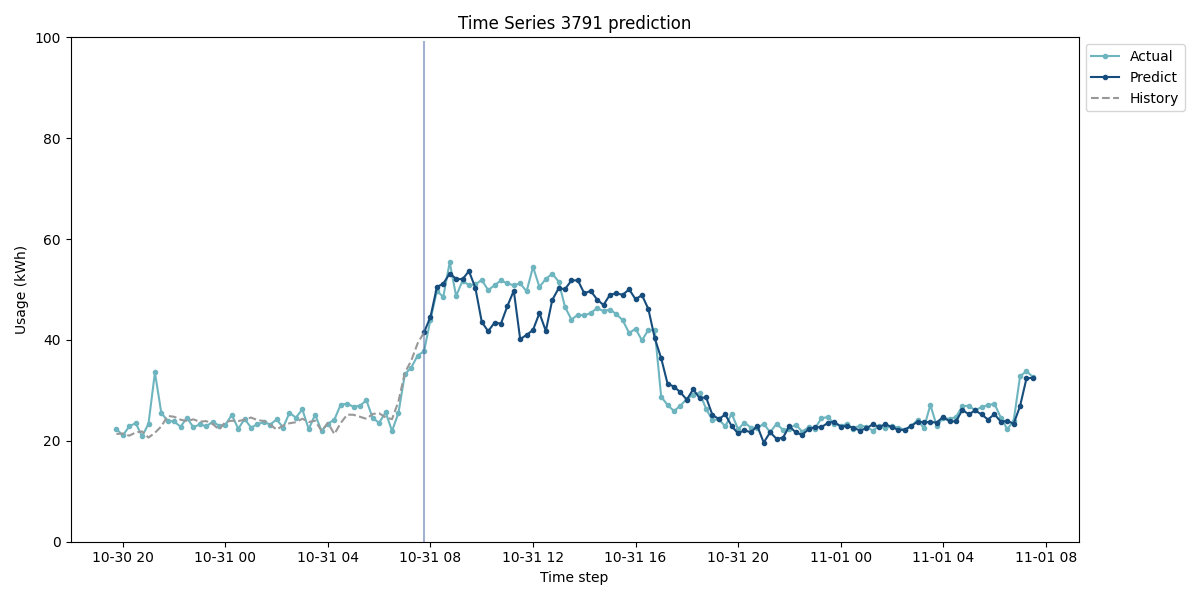 Time Series 3791 prediction
Usage (kWh)
100
80
60
40
20
0
10-30 20
10-31 00
10-31 04
10-31 08
10-31 12
10-31 16
10-31 20
11-01 00
11-01 04
11-01 08
Time step
Actual
Predict
History